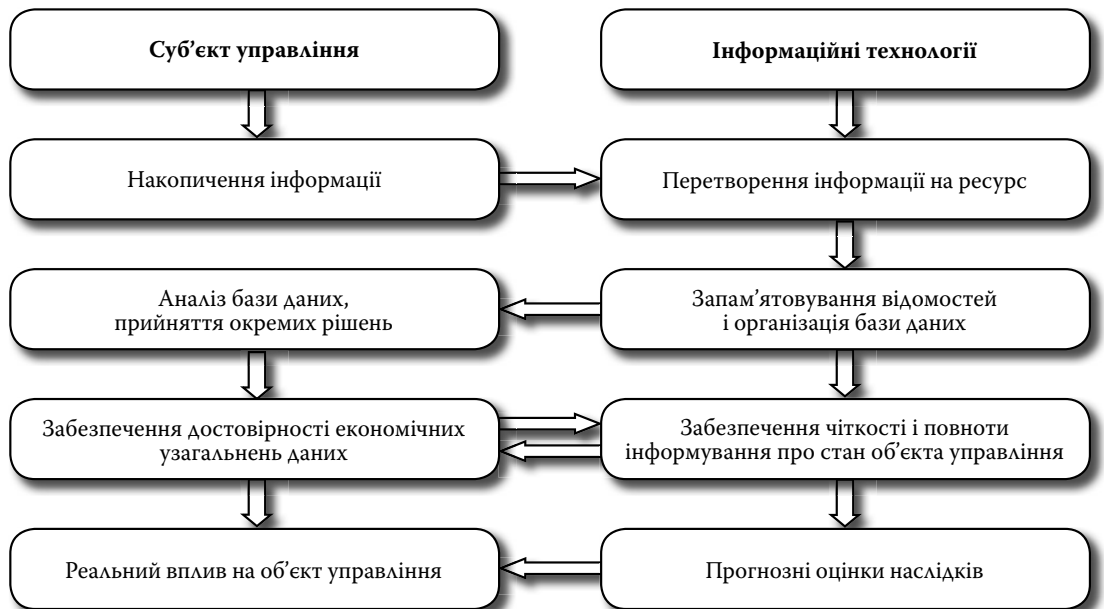 Суб’єкт управління
Інформаційні технології
Накопичення інформації
Перетворення інформації на ресурс
Аналіз бази даних,
прийняття окремих рішень
Запам’ятовування відомостей
і організація бази даних
Забезпечення достовірності економічних
узагальнень даних
Забезпечення чіткості і повноти
інформування про стан об’єкта управління
Реальний вплив на об’єкт управління
Прогнозні оцінки наслідків